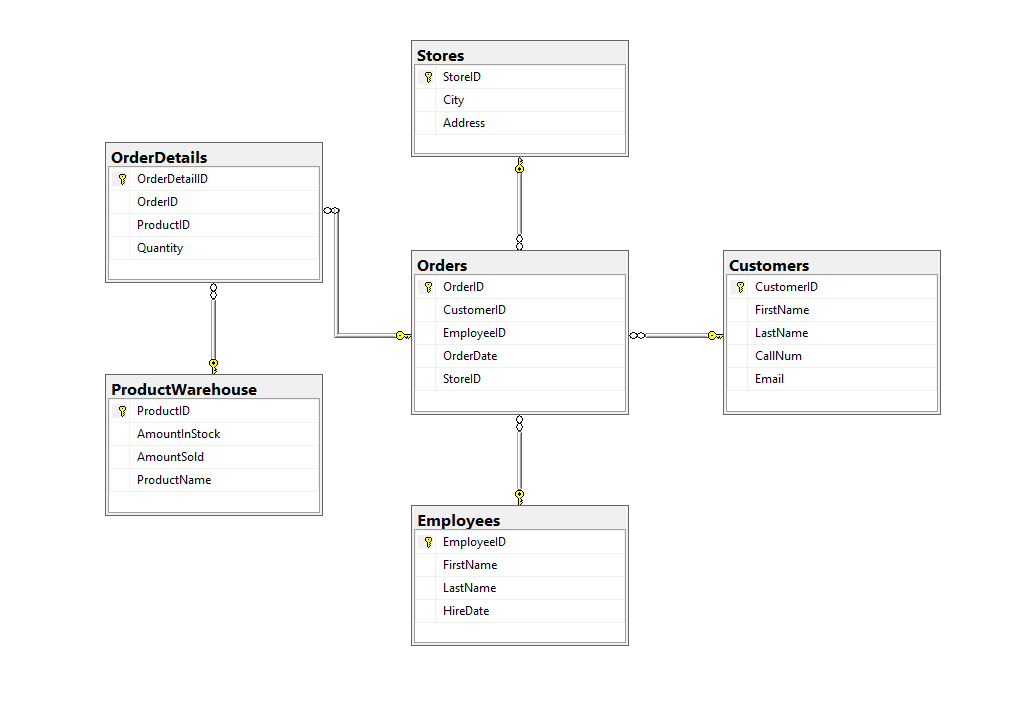 Stores
StoreID
City
Address
OrderDetails
OrderDetailID
OrderID
ProductID
Quantity
Orders
OrderID
CustomerID
EmployeeID
OrderDate
StoreID
Customers
CustomerID
FirstName
LastName
CallNum
Email
ProductWarehouse
ProductID
AmountInStock
AmountSold
ProductName
Employees
EmployeeID
FirstName
LastName
HireDate